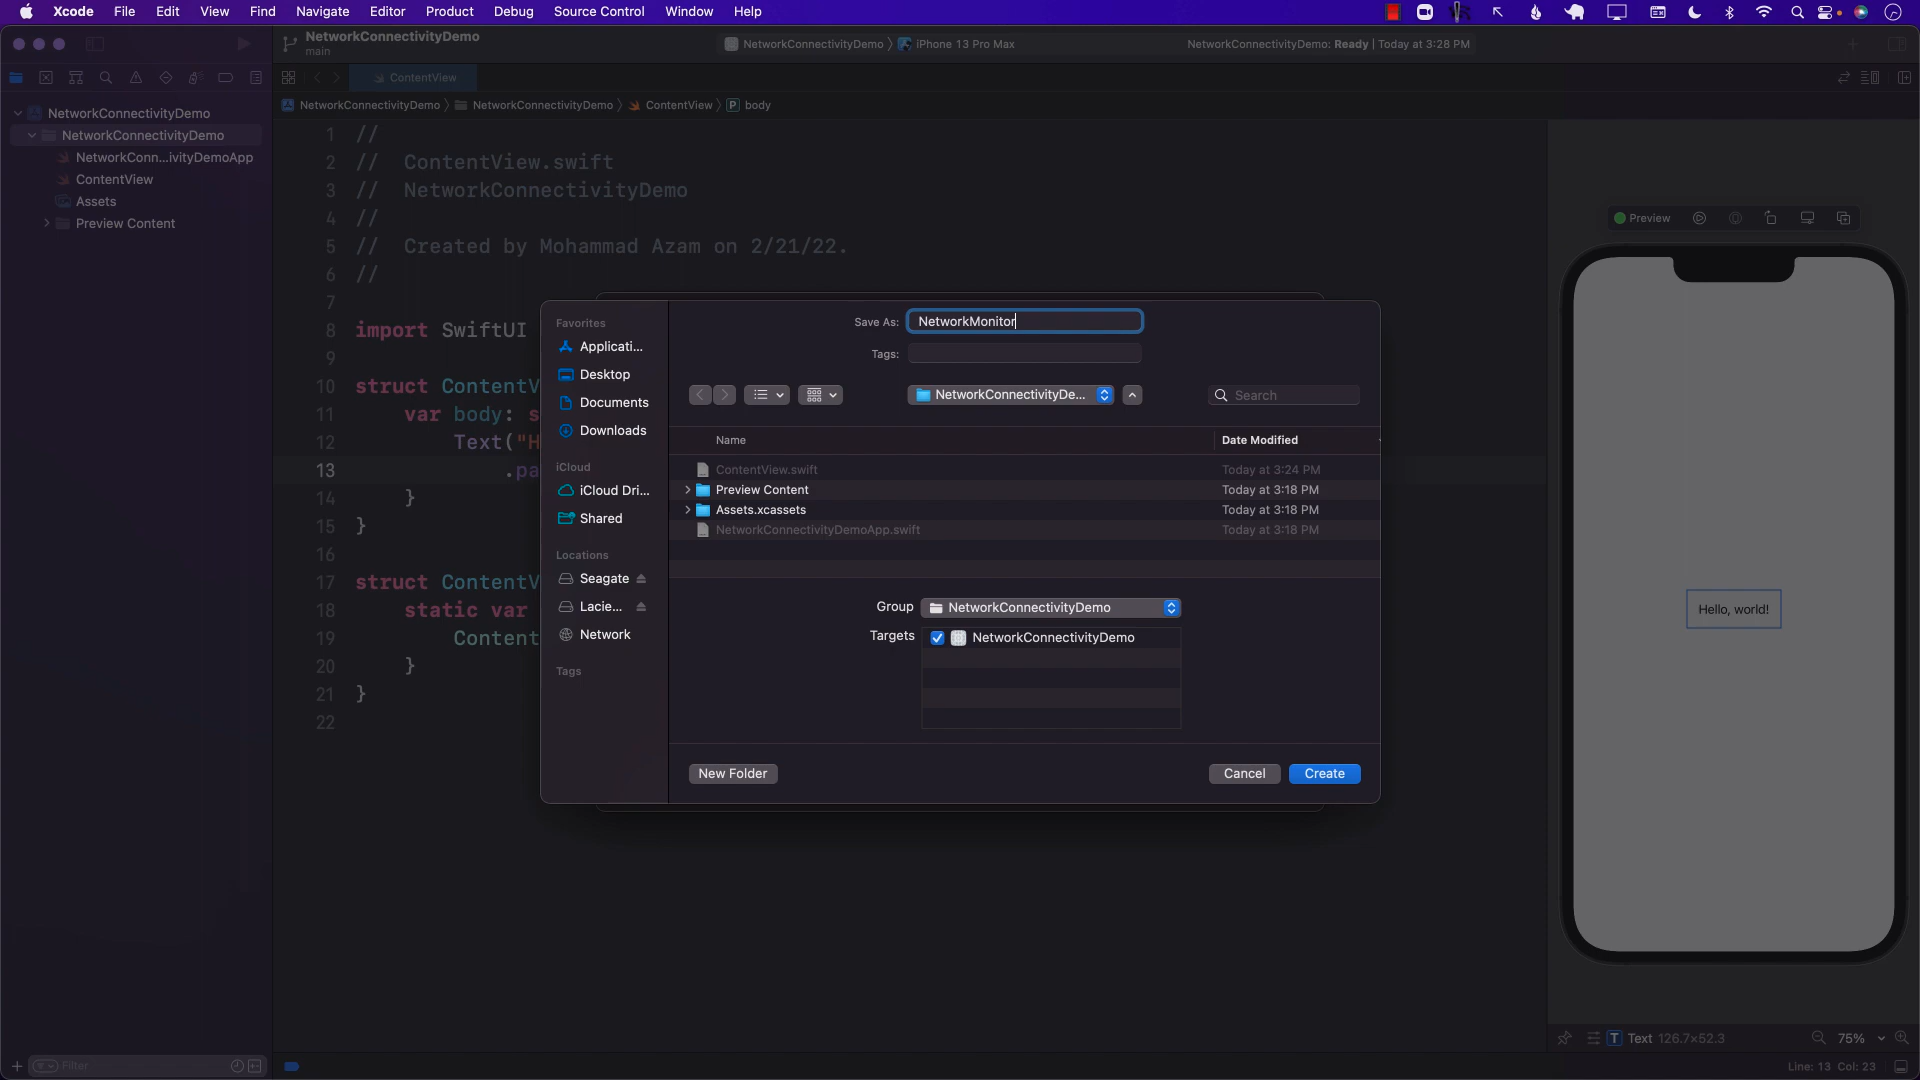 Xcode File Edit View Find Navigate Editor Product Debug Source Control Window Help
NetworkConnectivityDemo
main
NetworkConnectivityDemo iPhone 13 Pro Max
NetworkConnectivityDemo: Ready | Today at 3:28 PM
ContentView
NetworkConnectivityDemo NetworkConnectivityDemo ContentView P body
NetworkConnectivityDemo
NetworkConnectivityDemo
NetworkConn...ivityDemoApp
ContentView
Assets
Preview Content
1 //
2 // ContentView.swift
3 // NetworkConnectivityDemo
4 //
5 // Created by Mohammad Azam on 2/21/22.
6 //
7
8 import SwiftUI
9
10 struct ContentV
11 var body: s
12 Text("H
13 .pa
14 }
15 }
16
17 struct ContentV
18 static var
19 Content
20 }
21 }
22
Favorites
Applicati...
Desktop
Documents
Downloads
iCloud
iCloud Dri...
Shared
Locations
Seagate
Lacie...
Network
Tags
Save As: NetworkMonitor
Tags:
NetworkConnectivityDe...
Search
Name Date Modified
ContentView.swift Today at 3:24 PM
Preview Content Today at 3:18 PM
Assets.xcassets Today at 3:18 PM
NetworkConnectivityDemoApp.swift Today at 3:18 PM
Group NetworkConnectivityDemo
Targets NetworkConnectivityDemo
New Folder Cancel Create
Preview
Hello, world!
T Text 126.7×52.3 75%
Filter
Line: 13 Col: 23